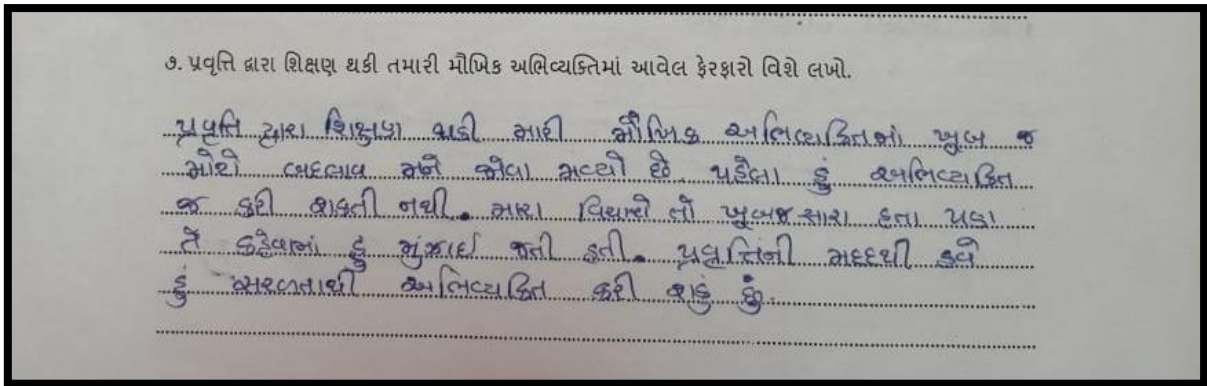 ૭. પ્રવૃત્તિ દ્વારા શિક્ષણ થકી તમારી મૌખિક અભિવ્યક્તિમાં આવેલ ફેરફારો વિશે લખો.
પ્રવૃત્તિ દ્વારા શિક્ષણ થકી મારી મૌખિક અભિવ્યકિતમાં ખુબ જ
મોટો બદલાવ મને જોવા મળ્યો છે. પહેલા હું અભિવ્યકિત
જ કરી શકતી નથી. મારા વિચારો તો ખુબજ સારા હતા પણ
તે કહેવામાં હું મુંઝાઈ જતી હતી. પ્રવૃત્તિની મદદથી હવે
હું સરળતાથી અભિવ્યકિત કરી શકું છું.